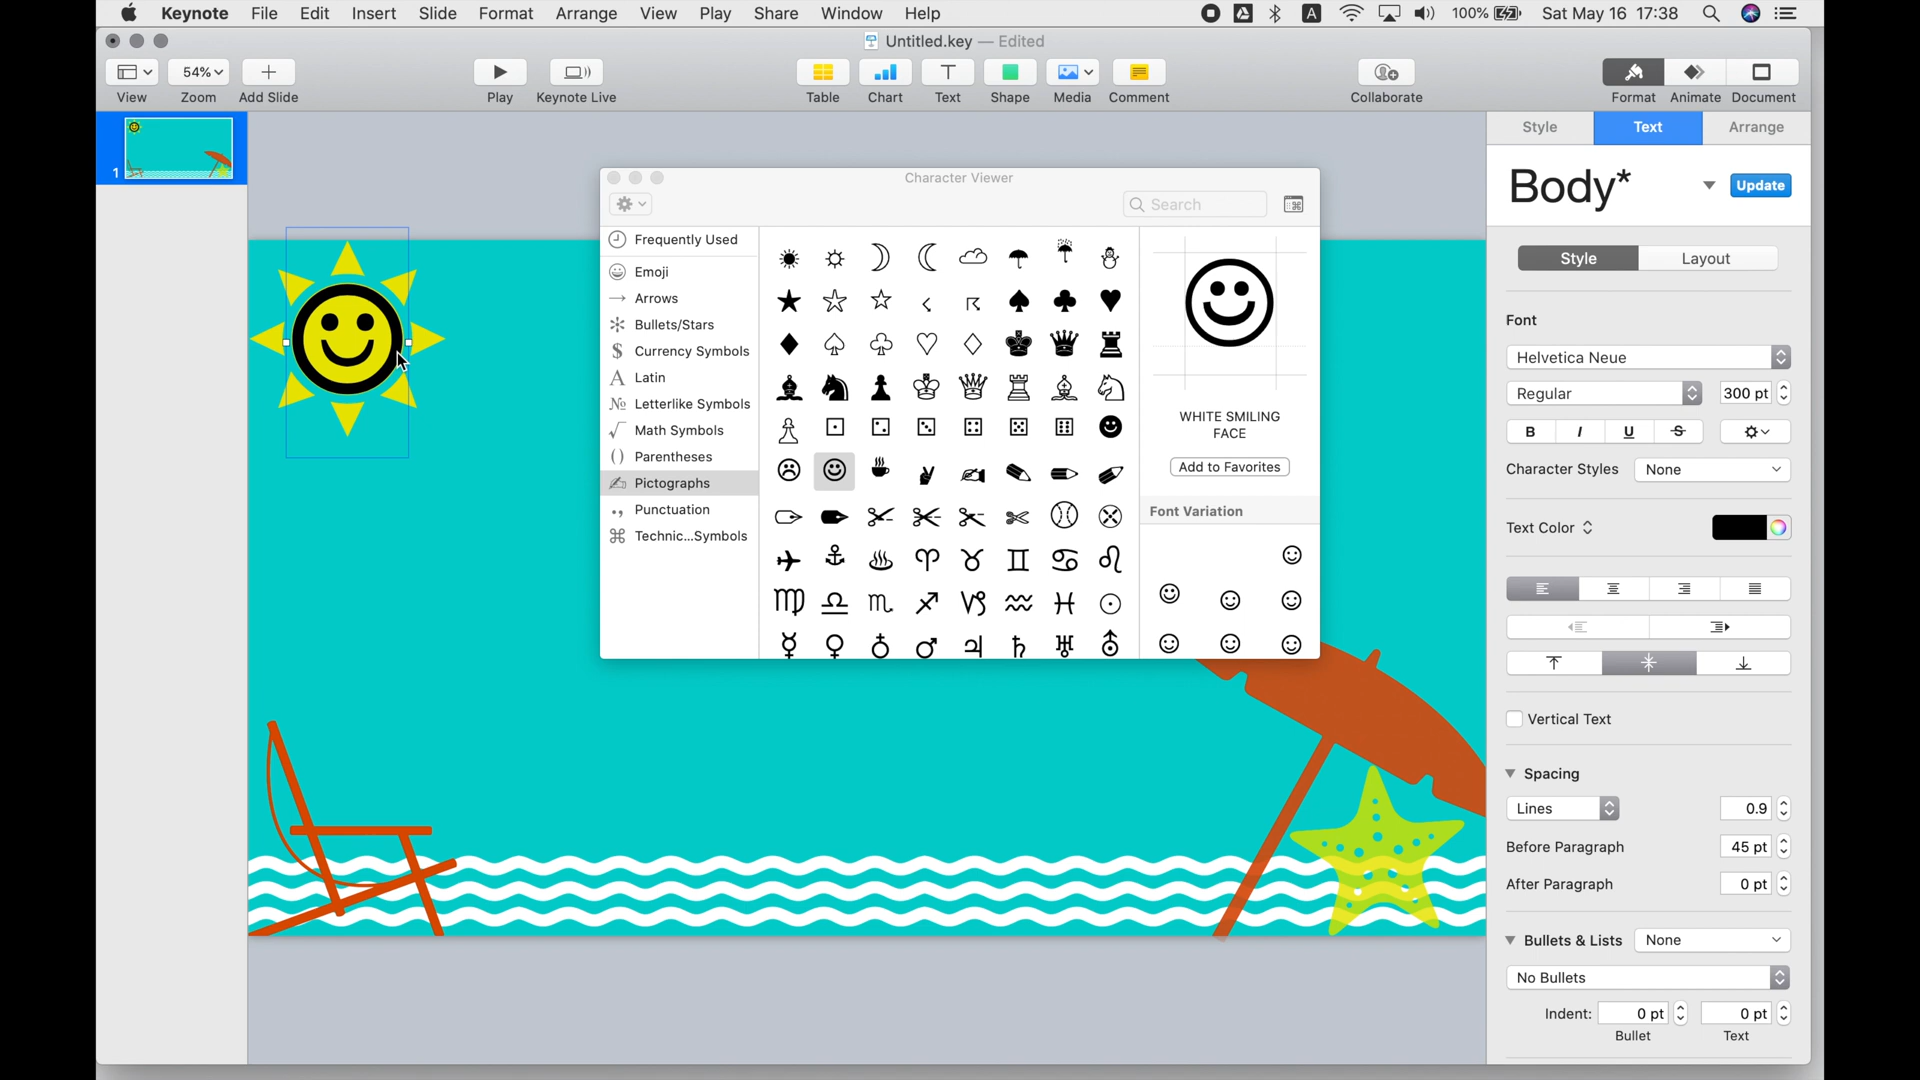 Keynote File Edit Insert Slide Format Arrange View Play Share Window Help
A 100% Sat May 16 17:38
Untitled.key — Edited
54%
View Zoom Add Slide Play Keynote Live Table Chart Text Shape Media Comment Collaborate Format Animate Document
1
Character Viewer
Search
Frequently Used
Emoji
Arrows
Bullets/Stars
Currency Symbols
Latin
Letterlike Symbols
Math Symbols
Parentheses
Pictographs
Punctuation
Technic...Symbols
WHITE SMILING
FACE
Add to Favorites
Font Variation
Style Text Arrange
Body*
Update
Style Layout
Font
Helvetica Neue
Regular 300 pt
B I U S
Character Styles None
Text Color
Vertical Text
Spacing
Lines 0.9
Before Paragraph 45 pt
After Paragraph 0 pt
Bullets & Lists None
No Bullets
Indent: 0 pt 0 pt
Bullet Text